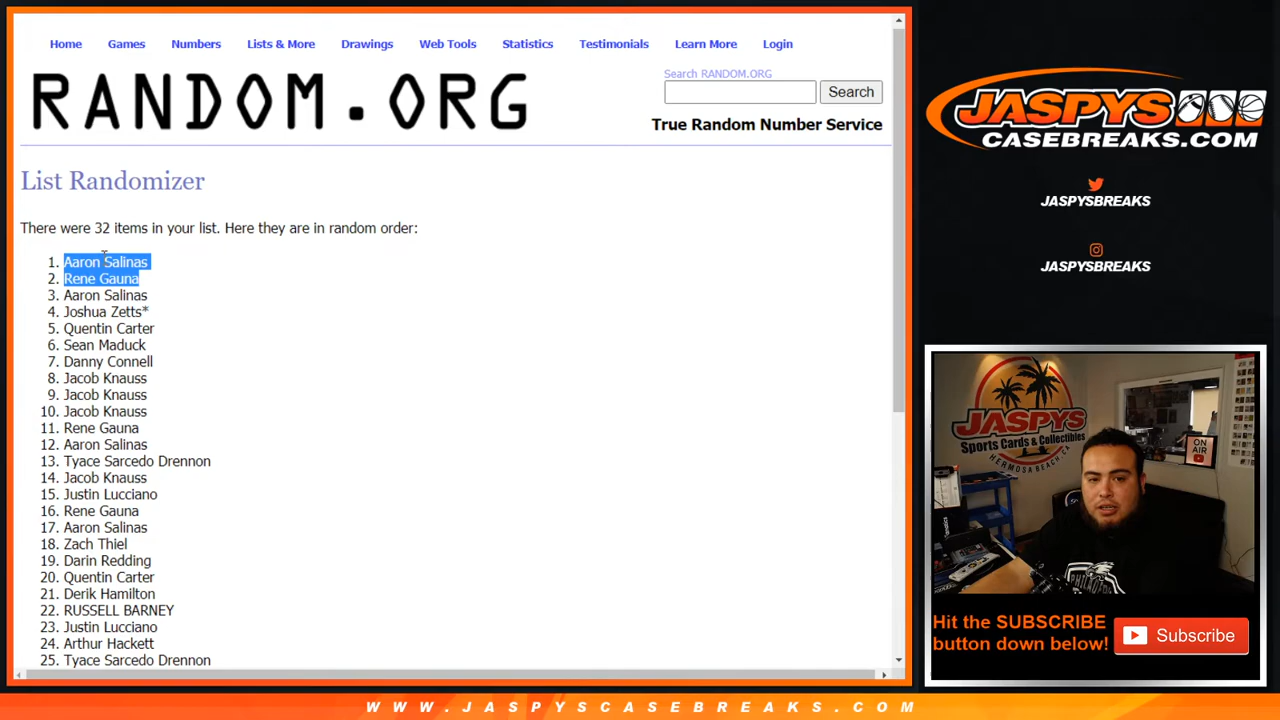 Home Games Numbers Lists & More Drawings Web Tools Statistics Testimonials Learn More Login
RANDOM.ORG
Search RANDOM.ORG
Search
True Random Number Service
List Randomizer
There were 32 items in your list. Here they are in random order:
1. Aaron Salinas
2. Rene Gauna
3. Aaron Salinas
4. Joshua Zetts*
5. Quentin Carter
6. Sean Maduck
7. Danny Connell
8. Jacob Knauss
9. Jacob Knauss
10. Jacob Knauss
11. Rene Gauna
12. Aaron Salinas
13. Tyace Sarcedo Drennon
14. Jacob Knauss
15. Justin Lucciano
16. Rene Gauna
17. Aaron Salinas
18. Zach Thiel
19. Darin Redding
20. Quentin Carter
21. Derik Hamilton
22. RUSSELL BARNEY
23. Justin Lucciano
24. Arthur Hackett
25. Tyace Sarcedo Drennon
JASPYS
CASEBREAKS.COM
JASPYSBREAKS
JASPYSBREAKS
JASPYS
Sports Cards & Collectibles
HERMOSA BEACH, CA
ON AIR
Hit the SUBSCRIBE
button down below!
Subscribe
WWW.JASPYSCASEBREAKS.COM